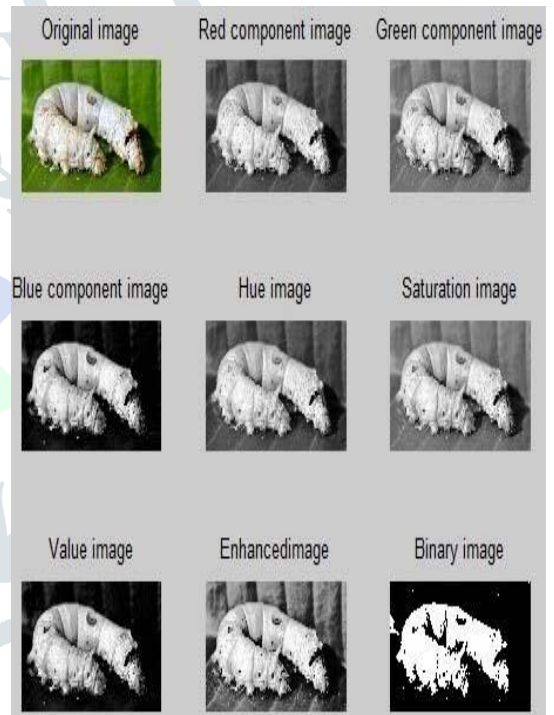 Original image
Red component image
Green component image
Blue component image
Hue image
Saturation image
Value image
Enhancedimage
Binary image